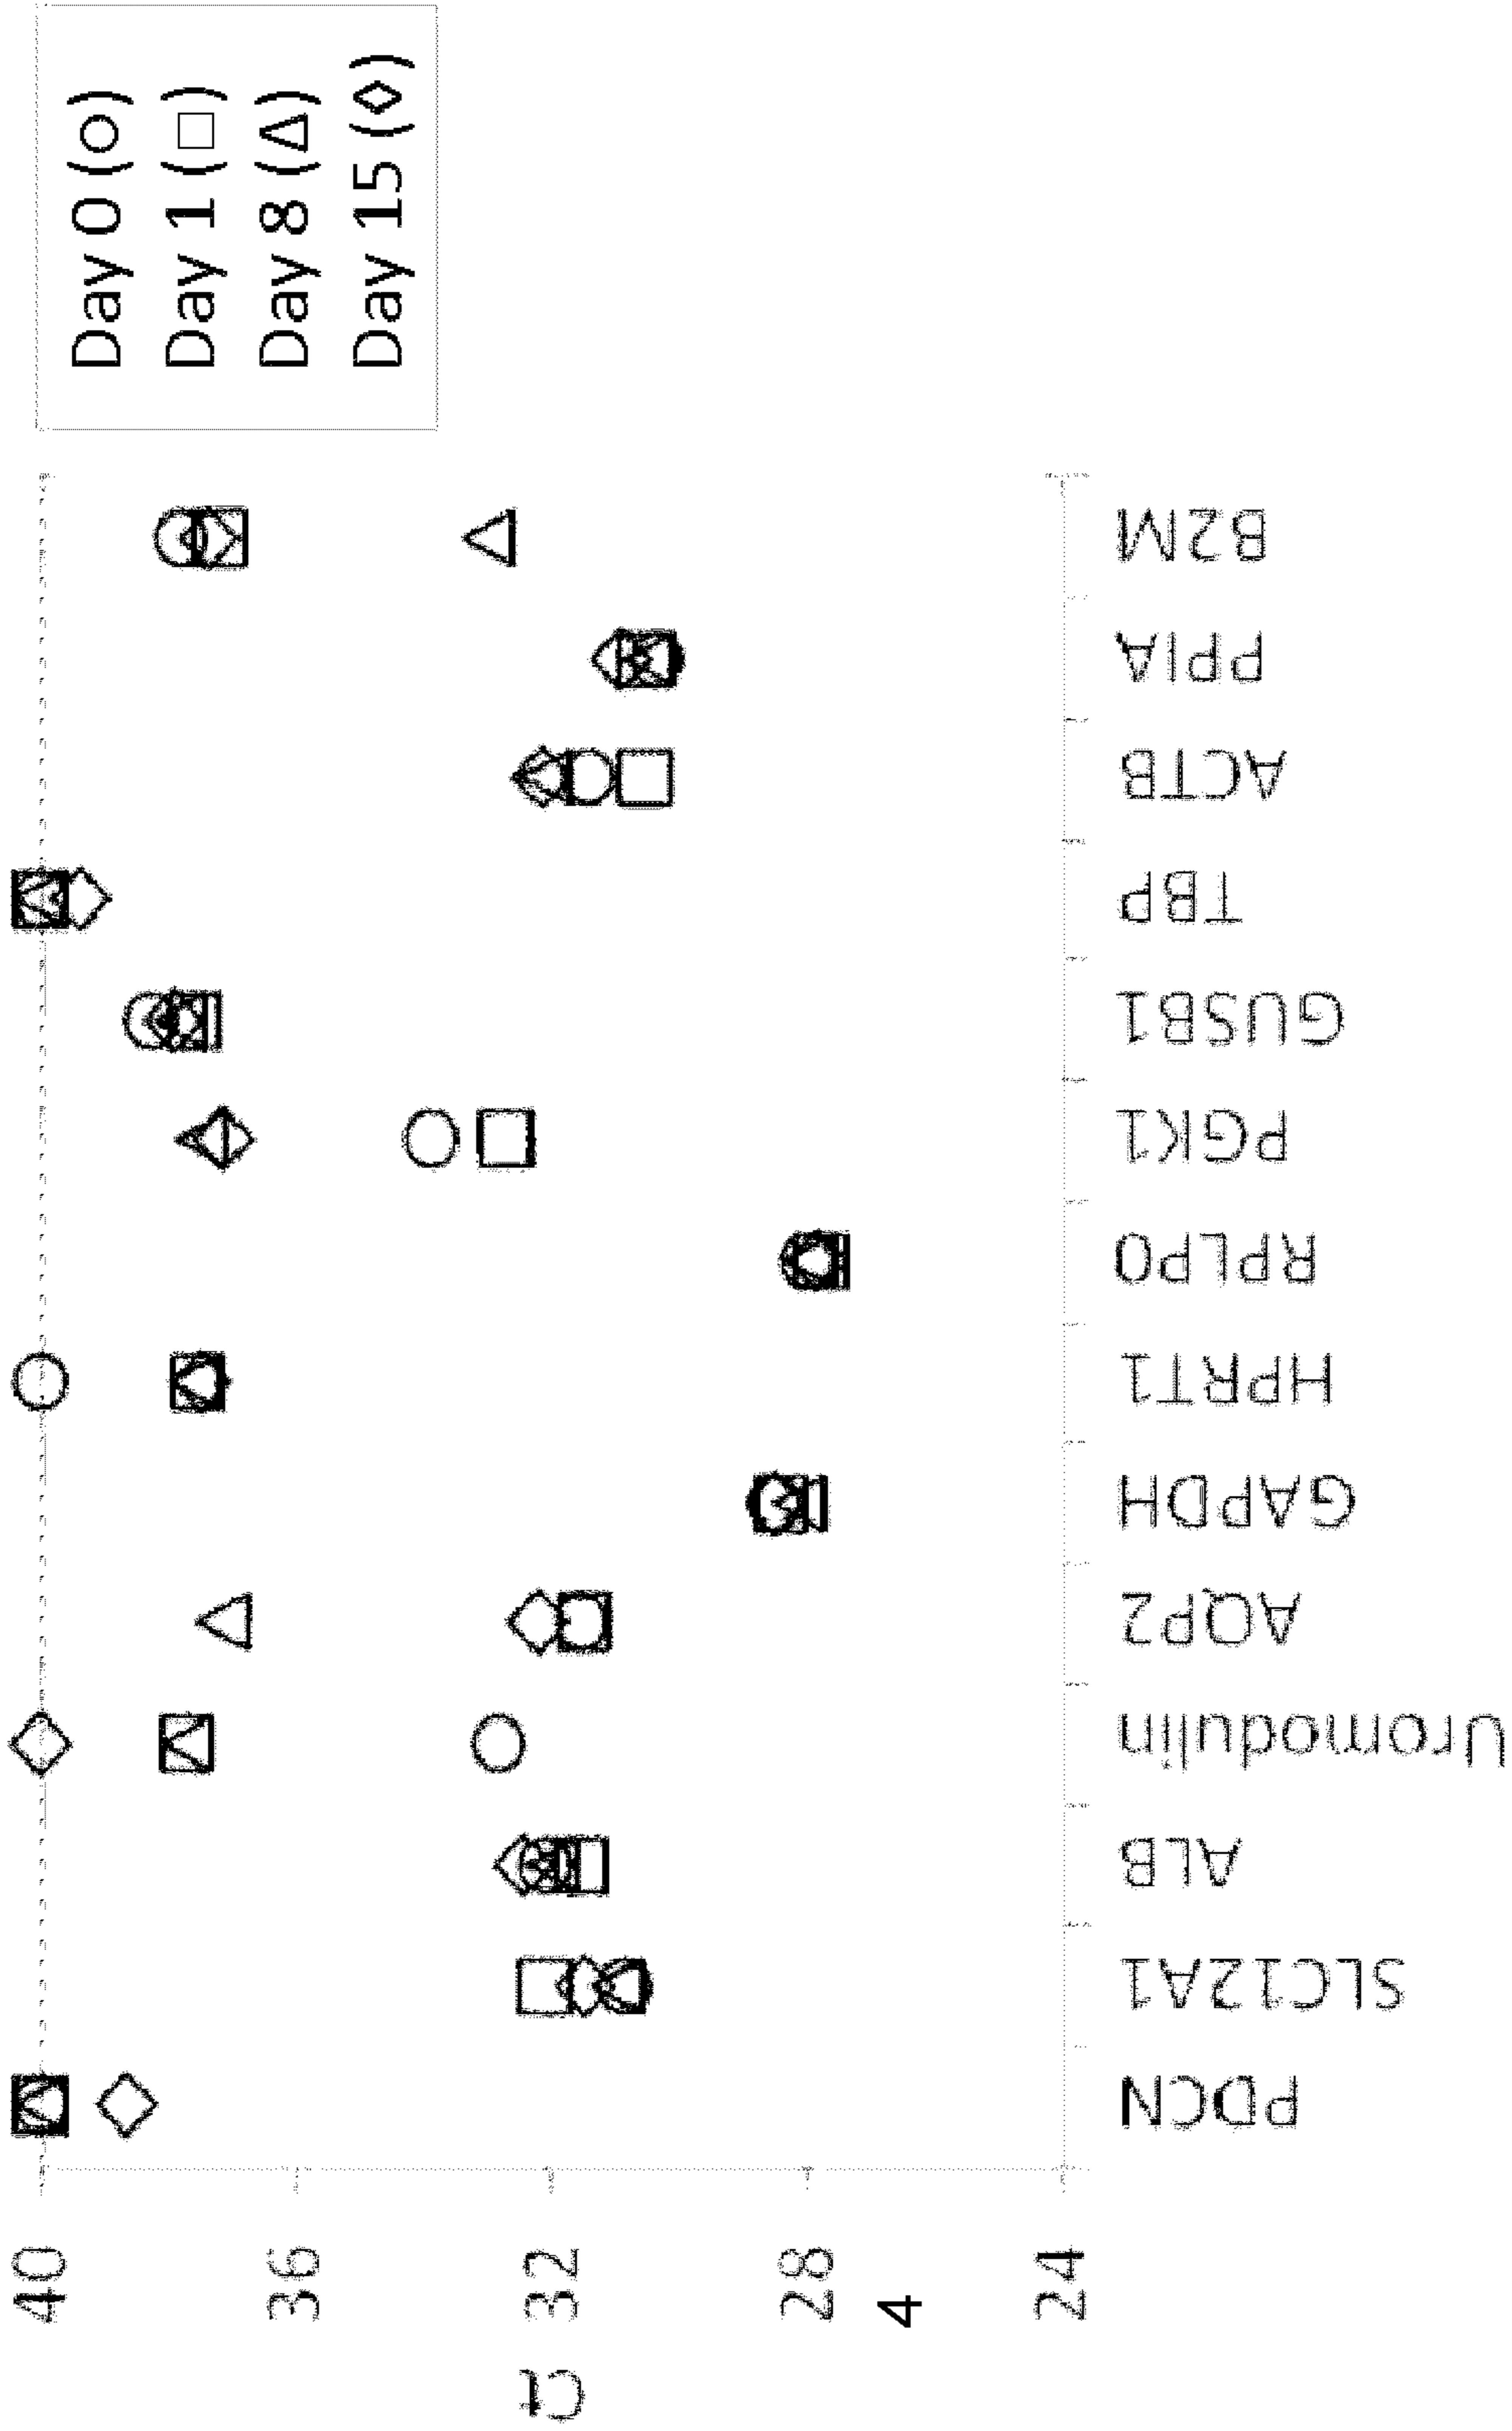 Day 0 (○)
Day 1 (□)
Day 8 (△)
Day 15 (◇)
40
36
32
28
24
Ct
4
PDCN
SLC12A1
ALB
Uromodulin
AQP2
GAPDH
HPRT1
RPLP0
PGK1
GUSB1
TBP
ACTB
PPIA
B2M